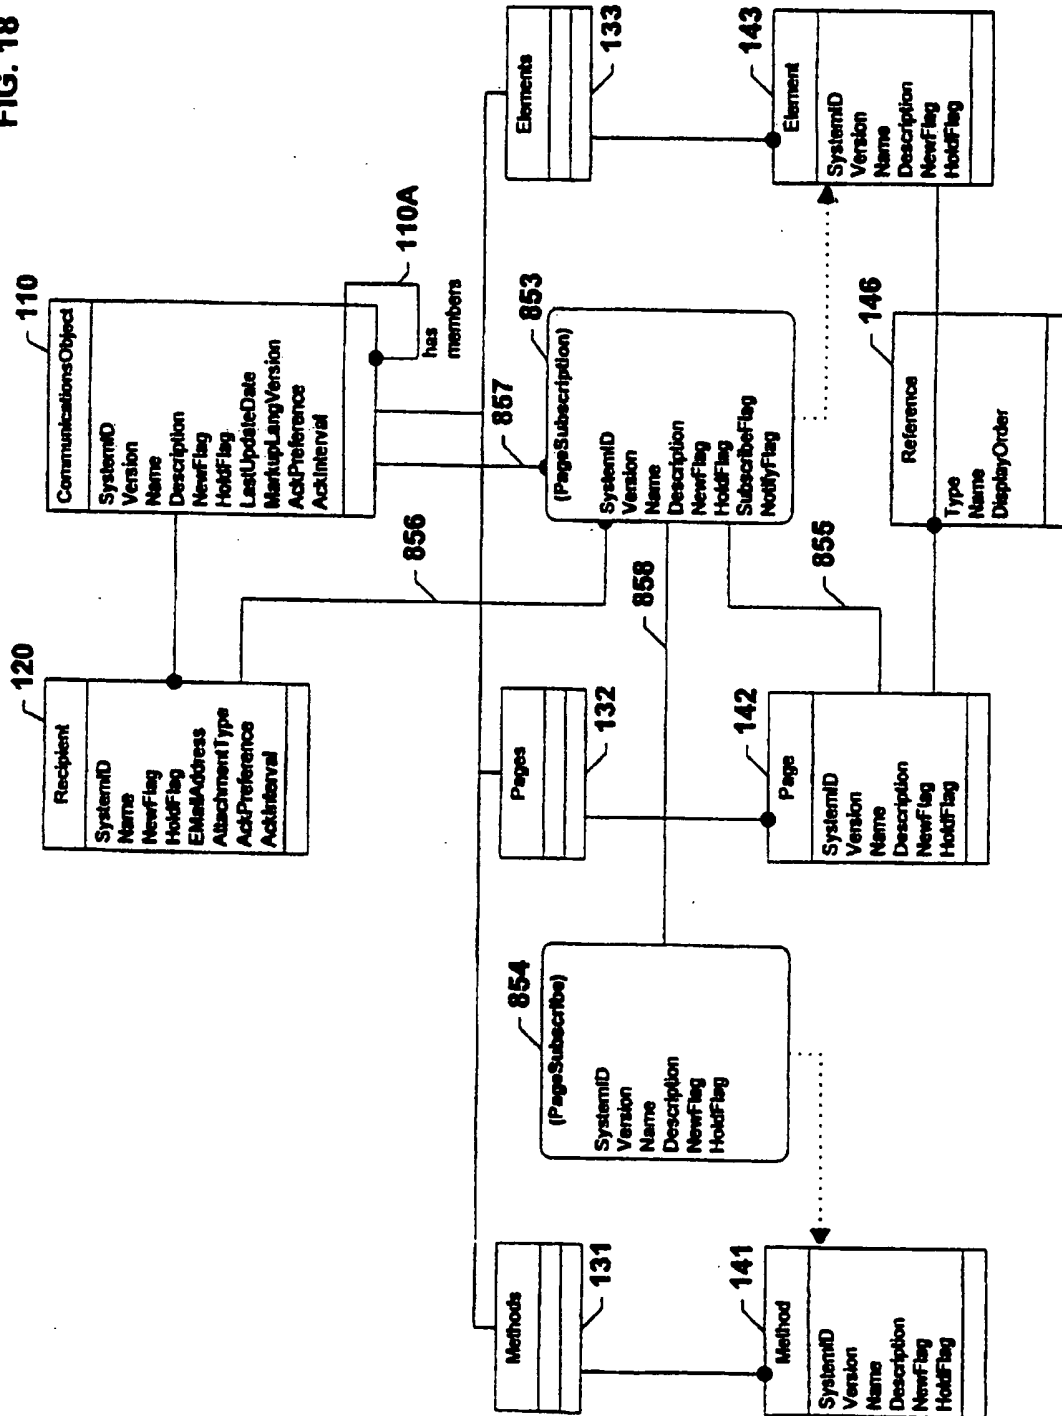 FIG. 18
110
CommunicationsObject
SystemID
Version
Name
Description
NewFlag
HoldFlag
LastUpdateDate
MarkupLangVersion
AckPreference
AckInterval
110A
has
members
120
Recipient
SystemID
Name
NewFlag
HoldFlag
EMailAddress
AttachmentType
AckPreference
AckInterval
856
857
Methods
131
Pages
132
Elements
133
854
(PageSubscribe)
SystemID
Version
Name
Description
NewFlag
HoldFlag
858
853
(PageSubscription)
SystemID
Version
Name
Description
NewFlag
HoldFlag
SubscribeFlag
NotifyFlag
855
141
Method
SystemID
Version
Name
Description
NewFlag
HoldFlag
142
Page
SystemID
Version
Name
Description
NewFlag
HoldFlag
146
Reference
Type
Name
DisplayOrder
143
Element
SystemID
Version
Name
Description
NewFlag
HoldFlag